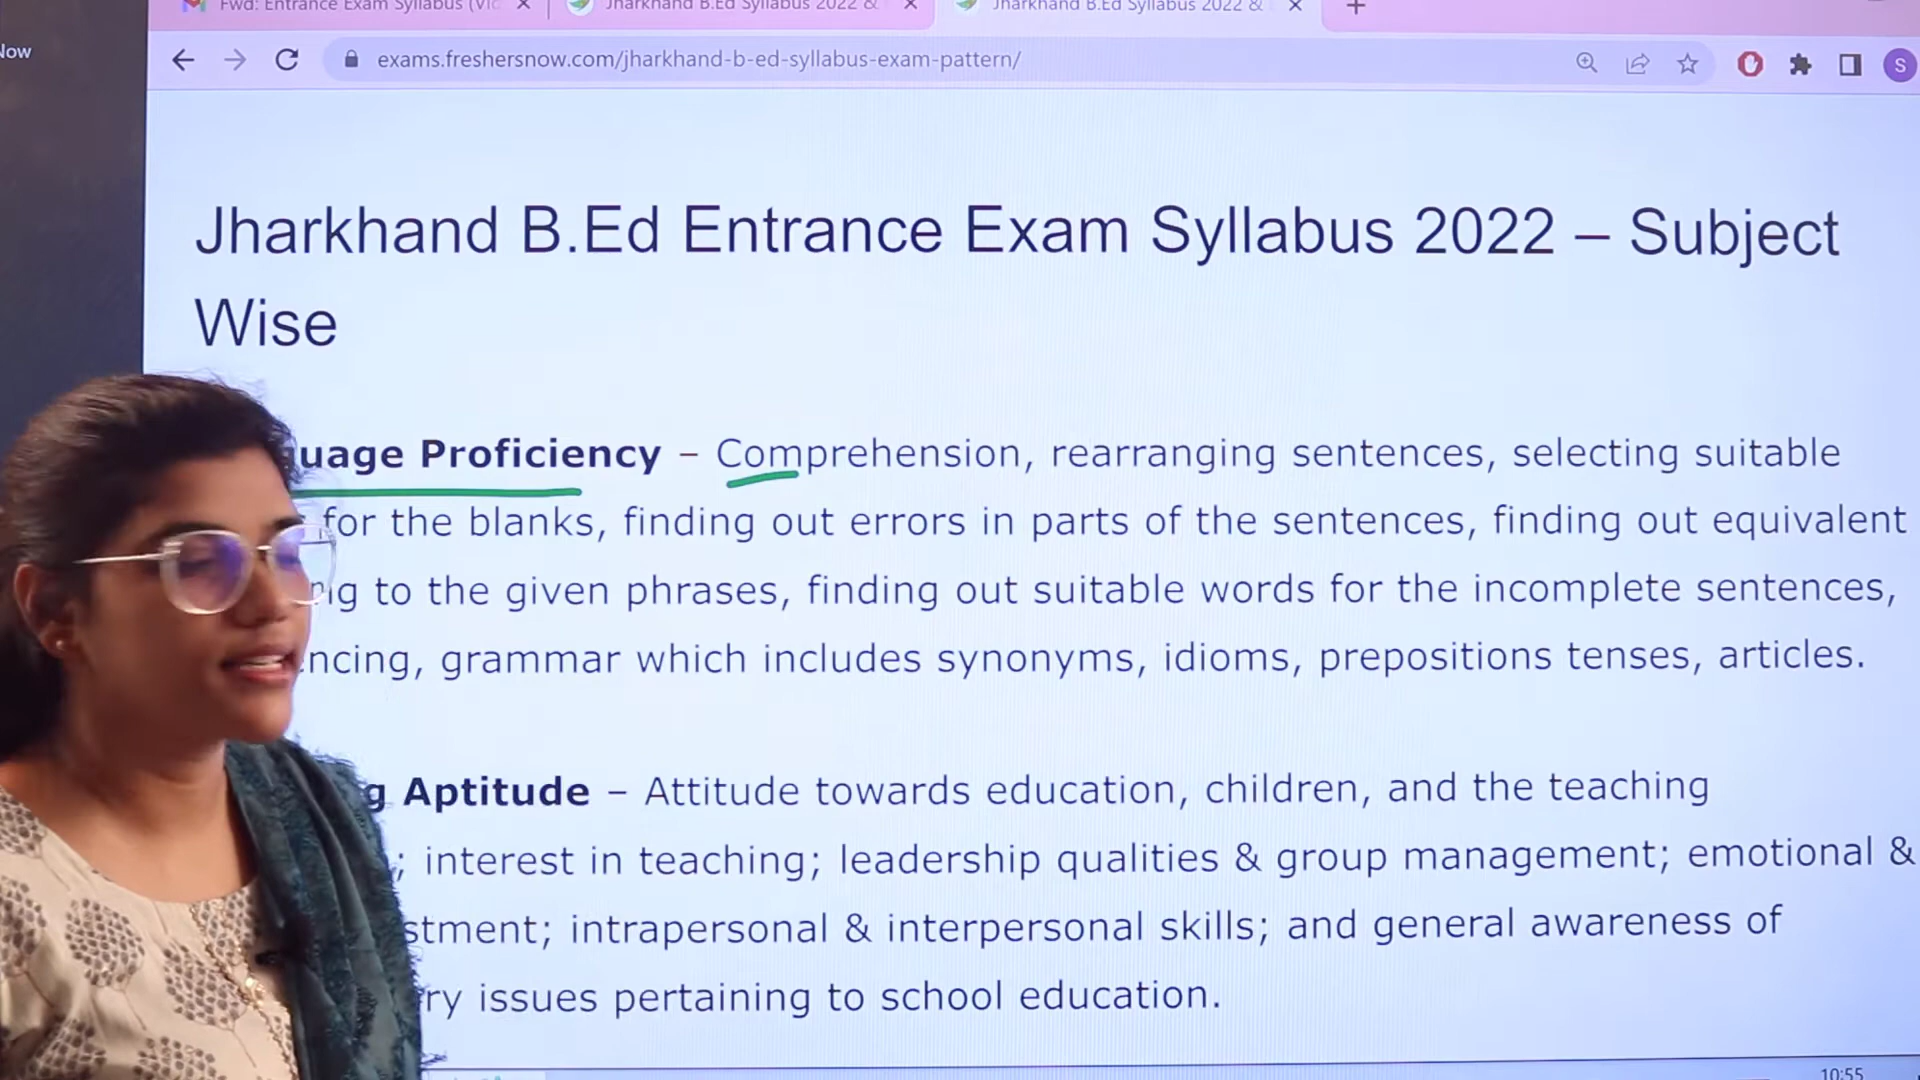 Fwd: Entrance Exam Syllabus
Jharkhand B.Ed Syllabus 2022 &
Jharkhand B.Ed Syllabus 2022 &
Now
exams.freshersnow.com/jharkhand-b-ed-syllabus-exam-pattern/
S
Jharkhand B.Ed Entrance Exam Syllabus 2022 – Subject
Wise
uage Proficiency – Comprehension, rearranging sentences, selecting suitable
for the blanks, finding out errors in parts of the sentences, finding out equivalent
to the given phrases, finding out suitable words for the incomplete sentences,
ncing, grammar which includes synonyms, idioms, prepositions tenses, articles.
g Aptitude – Attitude towards education, children, and the teaching
; interest in teaching; leadership qualities & group management; emotional &
stment; intrapersonal & interpersonal skills; and general awareness of
ry issues pertaining to school education.
10:55